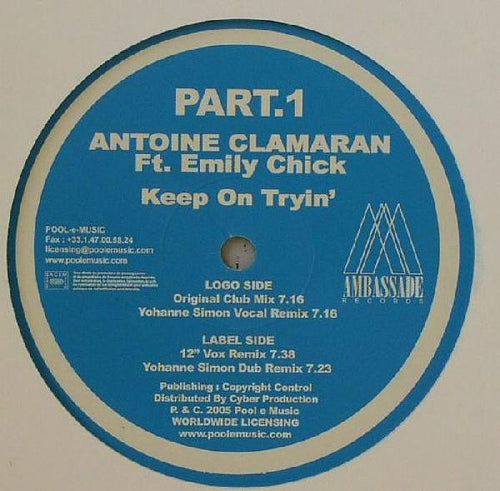 PART.1
ANTOINE CLAMARAN
Ft. Emily Chick
Keep On Tryin'
POOL-e-MUSIC
Fax : +33.1.47.00.58.24
licensing@poolemusic.com
www.poolemusic.com
SACEM
AMBASSADE
RECORDS
LOGO SIDE
Original Club Mix 7.16
Yohanne Simon Vocal Remix 7.16
LABEL SIDE
12" Vox Remix 7.38
Yohanne Simon Dub Remix 7.23
Publishing : Copyright Control
Distributed By Cyber Production
P. & C. 2005 Pool e Music
WORLDWIDE LICENSING
www.poolemusic.com